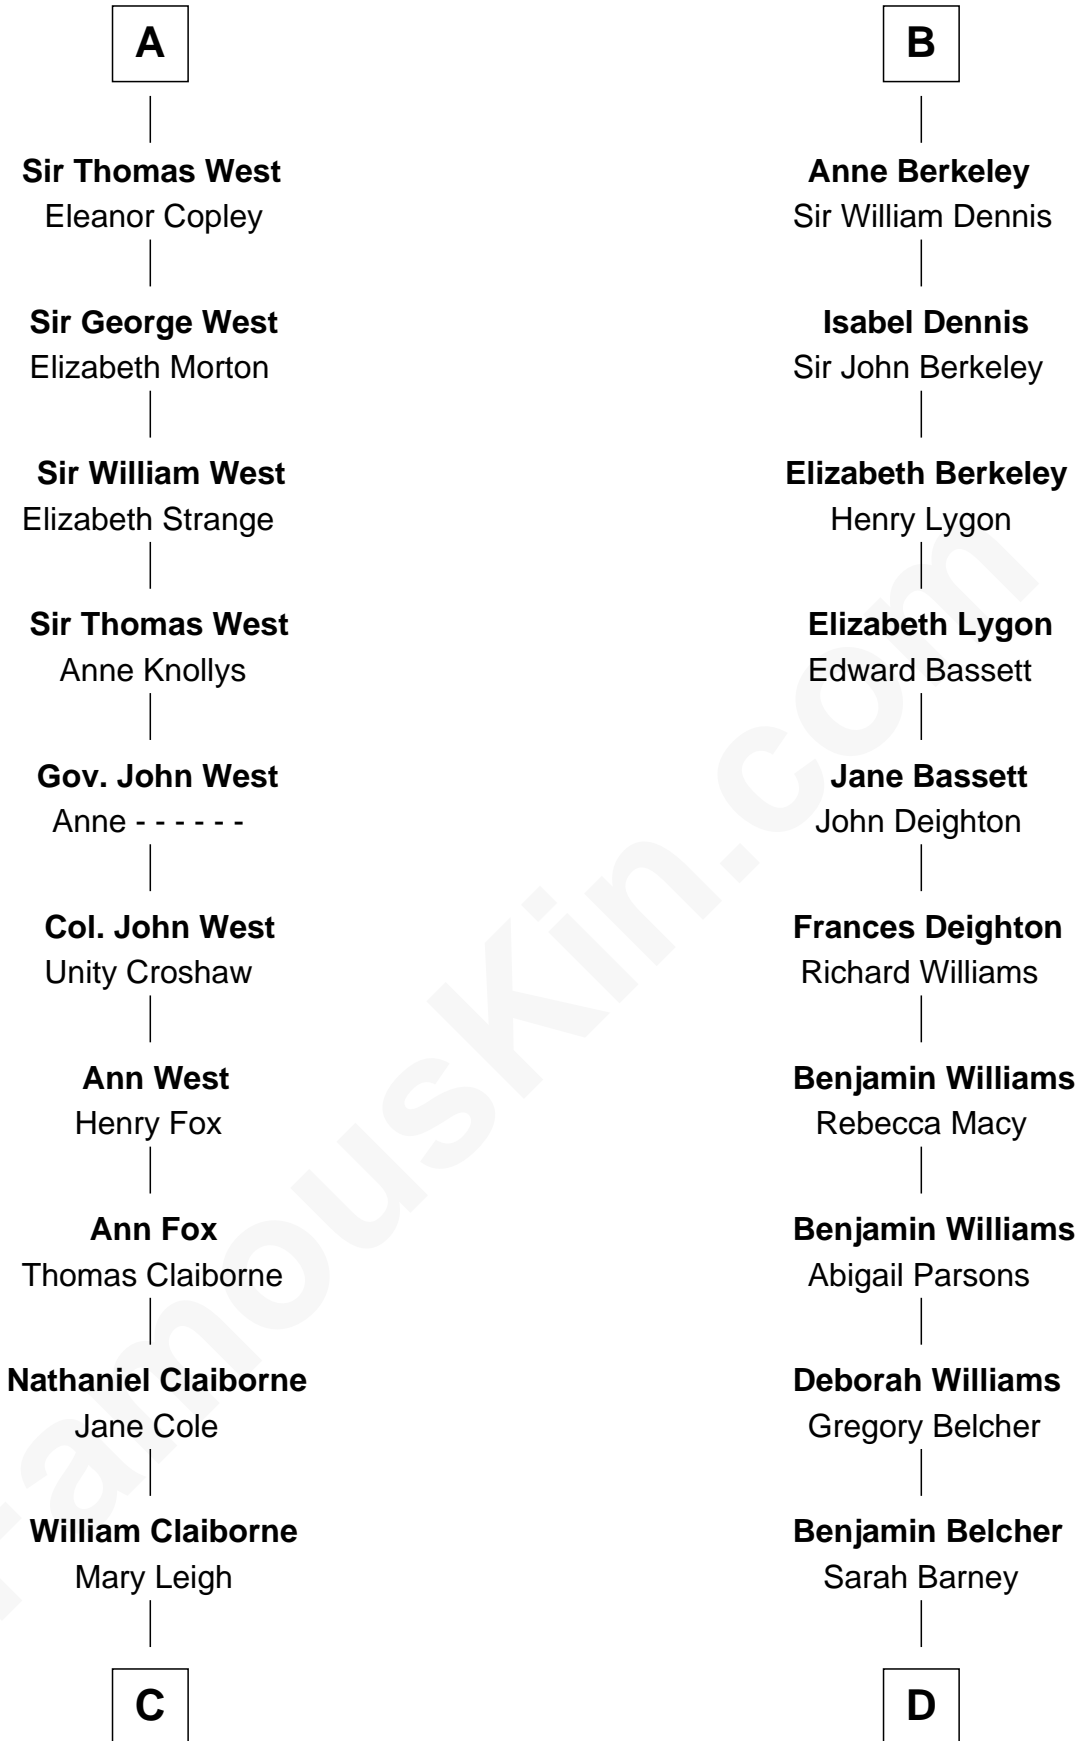 A
Sir Thomas West
Eleanor Copley
Sir George West
Elizabeth Morton
Sir William West
Elizabeth Strange
Sir Thomas West
Anne Knollys
Gov. John West
Anne - - - - - -
Col. John West
Unity Croshaw
Ann West
Henry Fox
Ann Fox
Thomas Claiborne
Nathaniel Claiborne
Jane Cole
William Claiborne
Mary Leigh
C
B
Anne Berkeley
Sir William Dennis
Isabel Dennis
Sir John Berkeley
Elizabeth Berkeley
Henry Lygon
Elizabeth Lygon
Edward Bassett
Jane Bassett
John Deighton
Frances Deighton
Richard Williams
Benjamin Williams
Rebecca Macy
Benjamin Williams
Abigail Parsons
Deborah Williams
Gregory Belcher
Benjamin Belcher
Sarah Barney
D
FamousKin.com